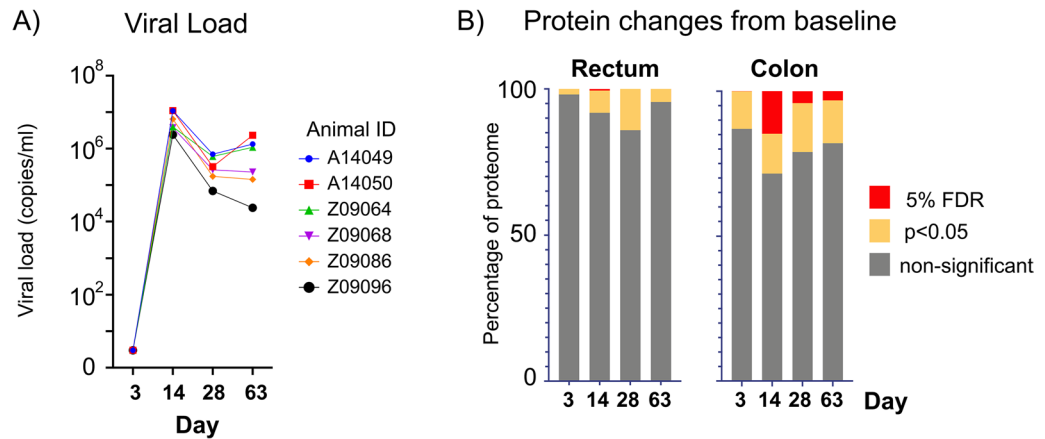 A) Viral Load
Viral load (copies/ml)
10^8
10^6
10^4
10^2
0
3 14 28 63
Day
Animal ID
A14049
A14050
Z09064
Z09068
Z09086
Z09096
B) Protein changes from baseline
Rectum Colon
Percentage of proteome
100
50
0
3 14 28 63
3 14 28 63 Day
5% FDR
p<0.05
non-significant